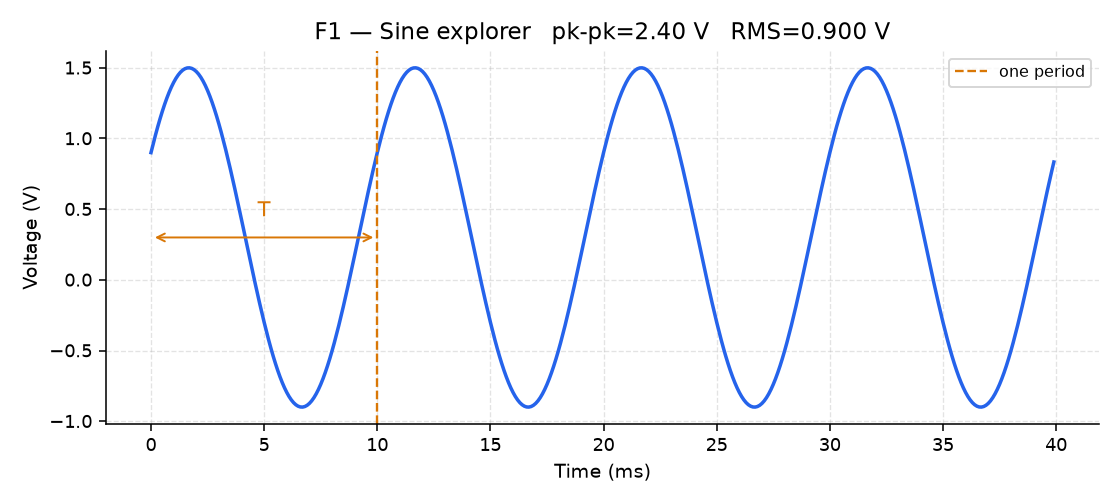 F1 — Sine explorer   pk-pk=2.40 V   RMS=0.900 V
one period
1.5
1.0
0.5
0.0
−0.5
−1.0
Voltage (V)
T
0 5 10 15 20 25 30 35 40
Time (ms)